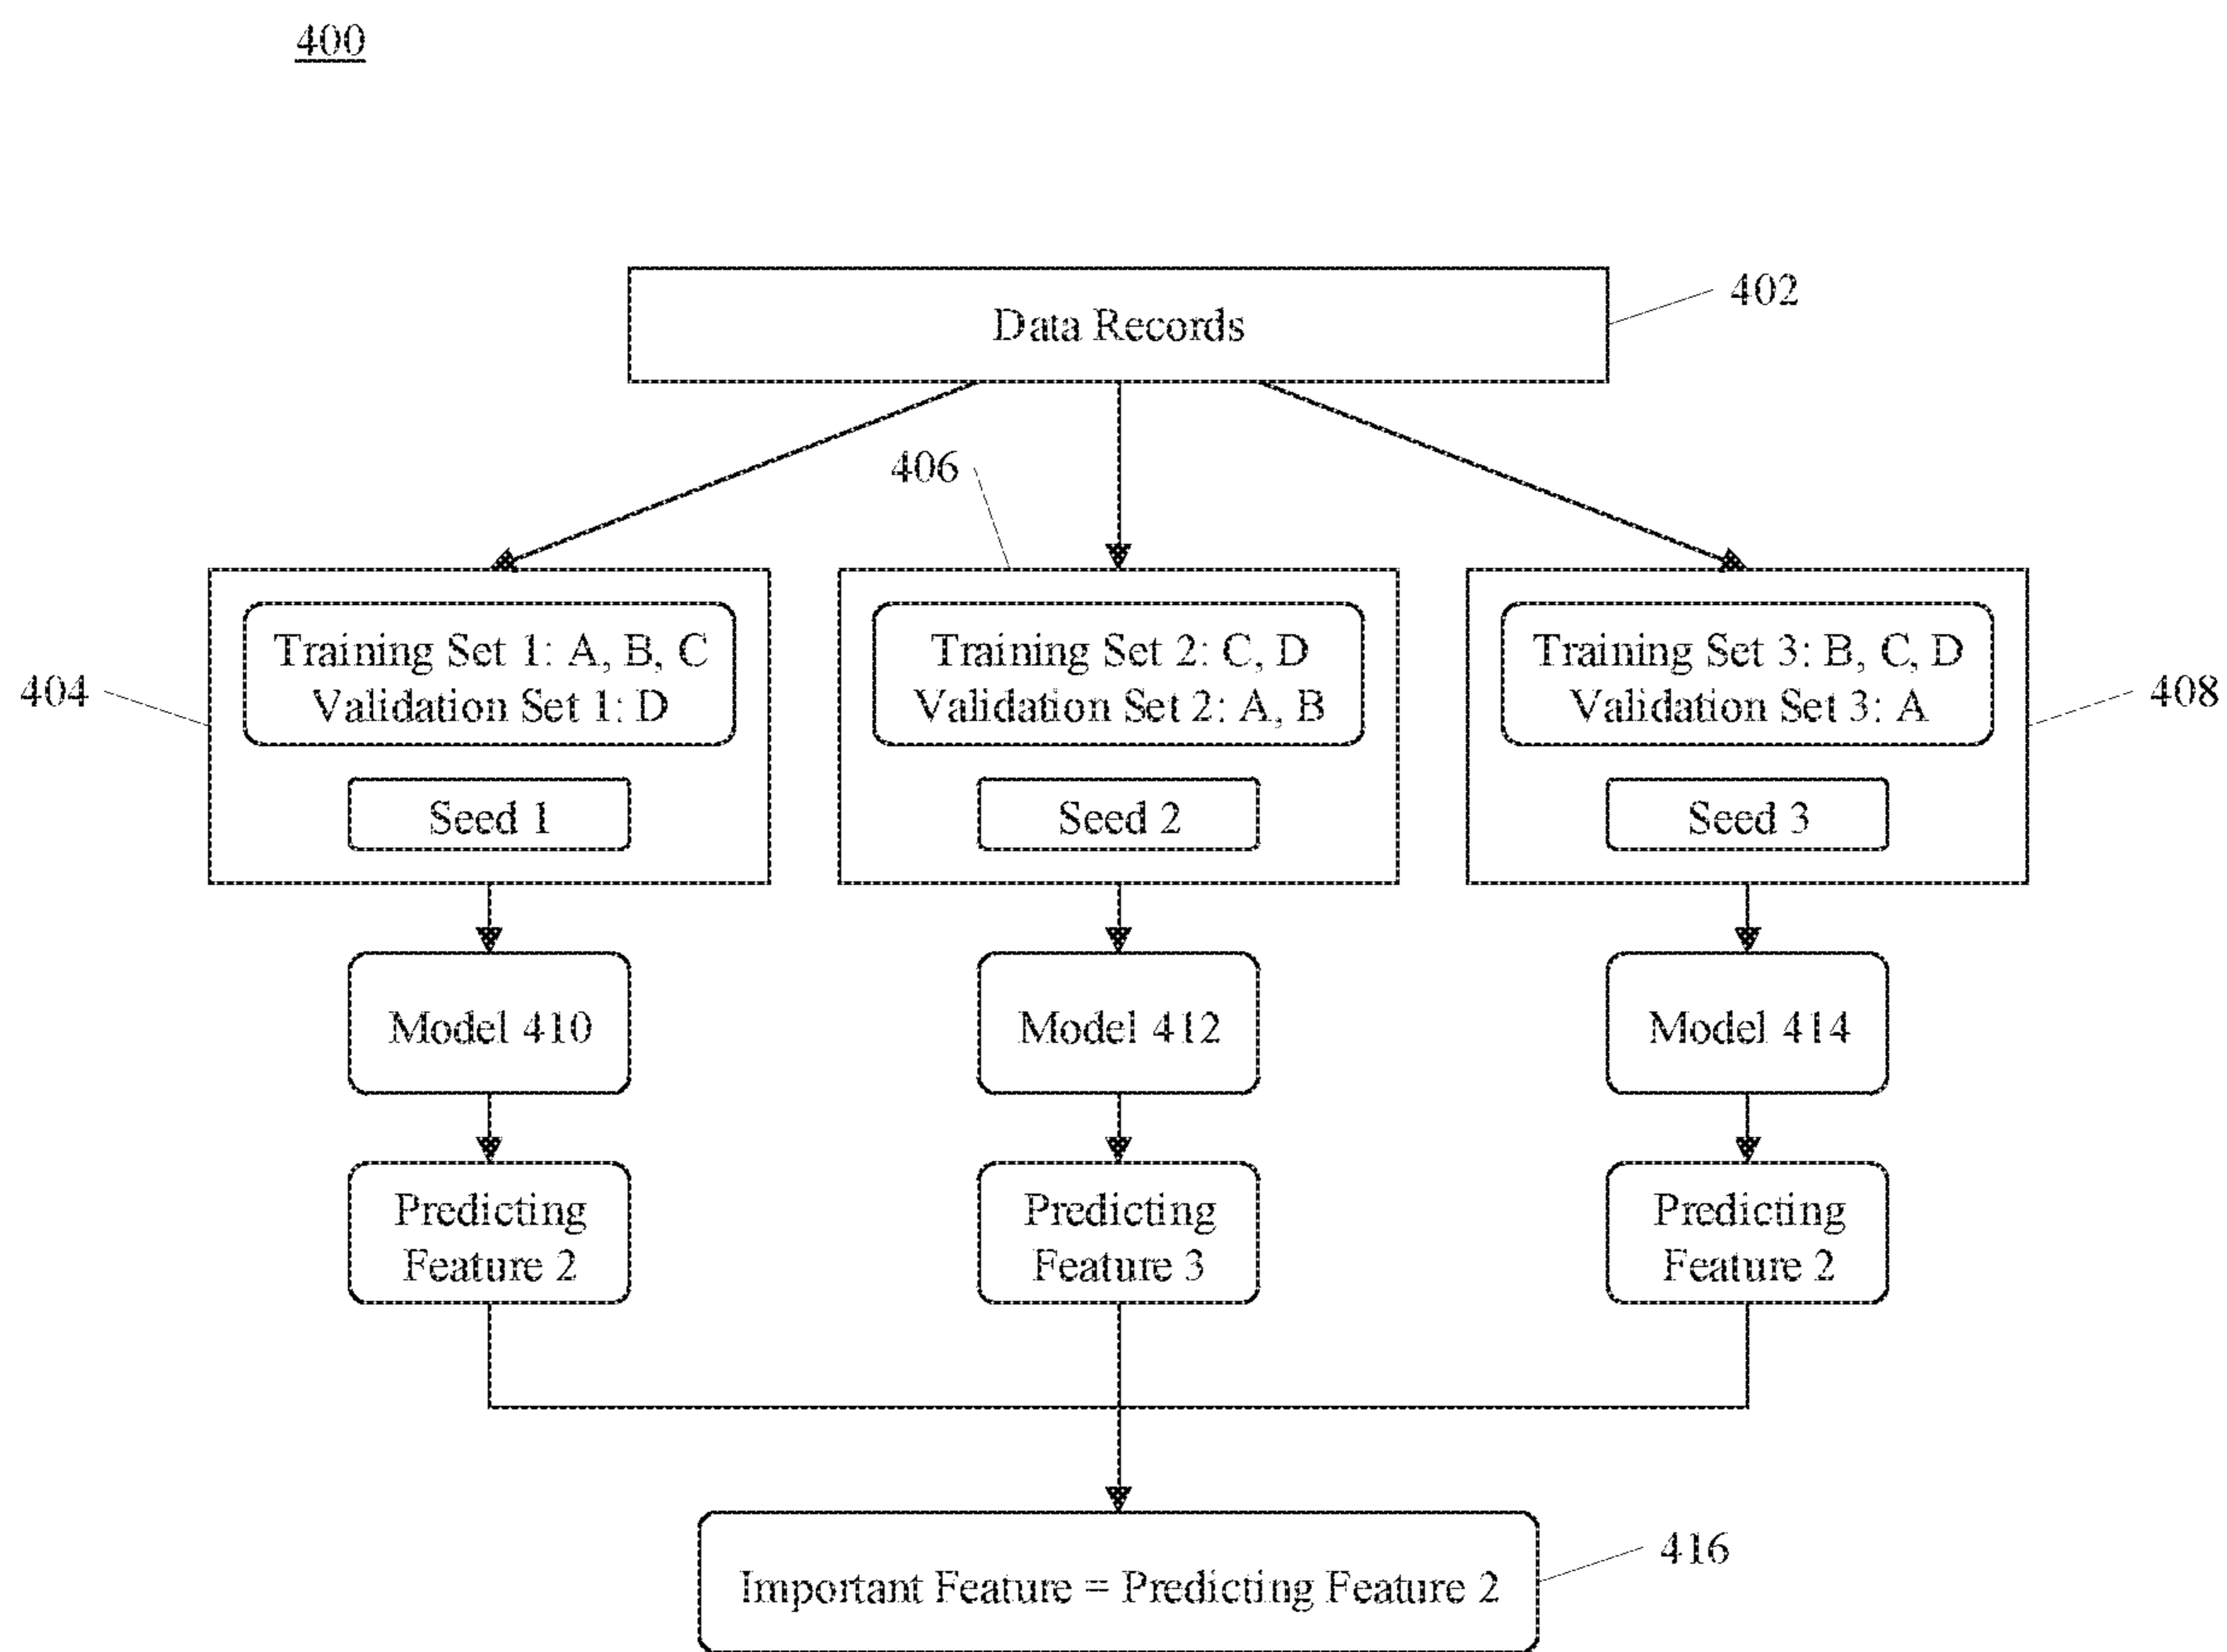 400
Data Records
402
406
Training Set 1: A, B, C
Validation Set 1: D
Seed 1
404
Training Set 2: C, D
Validation Set 2: A, B
Seed 2
Training Set 3: B, C, D
Validation Set 3: A
Seed 3
408
Model 410
Model 412
Model 414
Predicting
Feature 2
Predicting
Feature 3
Predicting
Feature 2
Important Feature = Predicting Feature 2
416